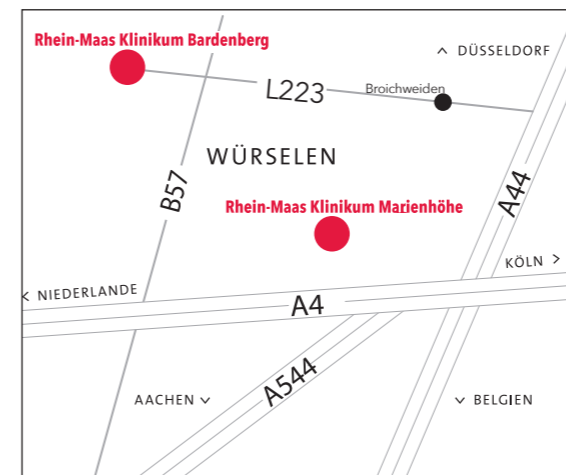 Rhein-Maas Klinikum Bardenberg
^ DÜSSELDORF
L223
Broichweiden
WÜRSELEN
B57
A44
Rhein-Maas Klinikum Marienhöhe
KÖLN >
< NIEDERLANDE
A4
A544
AACHEN ˅
˅ BELGIEN